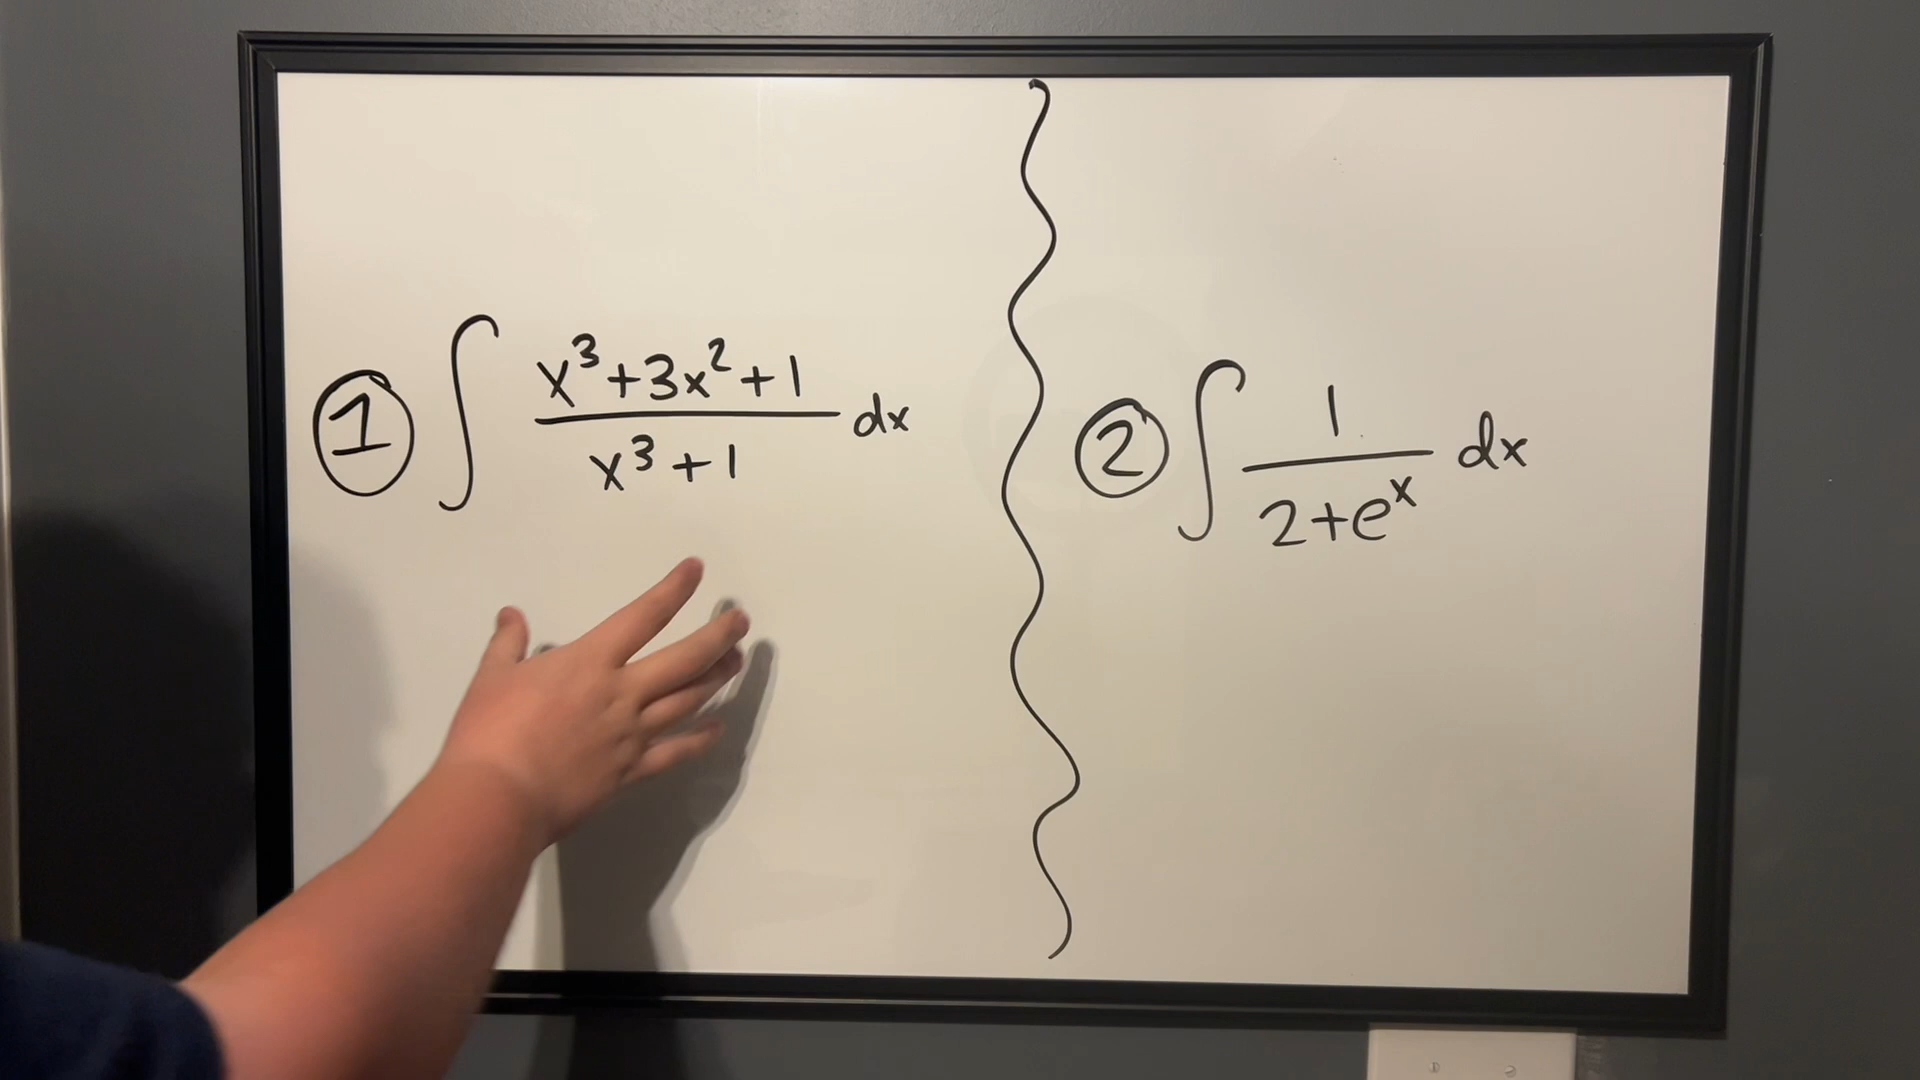 ① ∫ (x³+3x²+1)/(x³+1) dx
② ∫ 1/(2+eˣ) dx